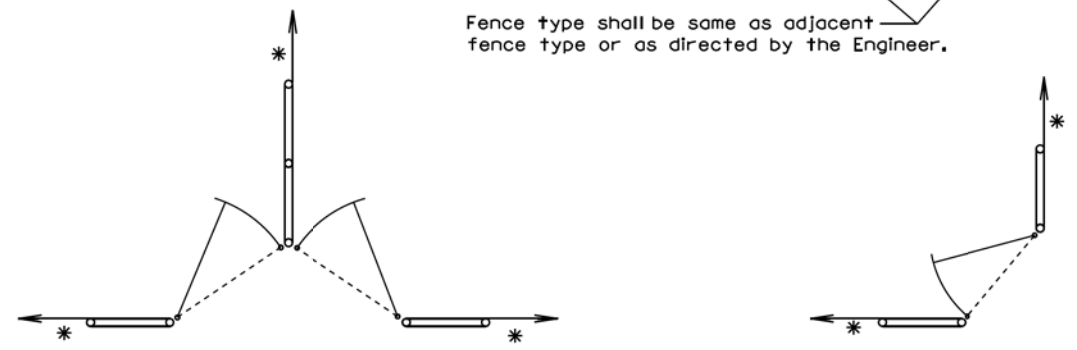 Fence type shall be same as adjacent
fence type or as directed by the Engineer.